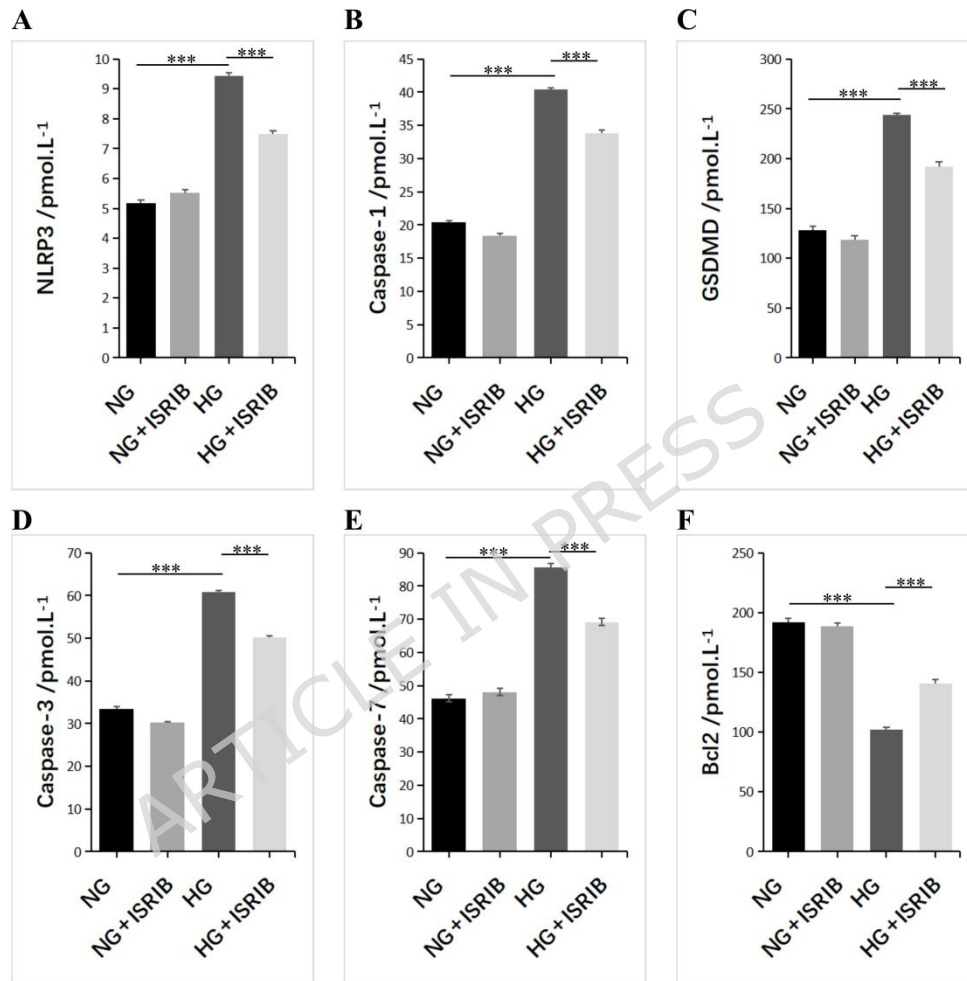 A
***
***
10
9
8
7
6
5
4
3
2
1
0
NLRP3 /pmol.L-1
NG
NG+ISRIB
HG
HG+ISRIB
B
***
***
45
40
35
30
25
20
15
10
5
0
Caspase-1 /pmol.L-1
NG
NG+ISRIB
HG
HG+ISRIB
C
***
***
300
250
200
150
100
50
0
GSDMD /pmol.L-1
NG
NG+ISRIB
HG
HG+ISRIB
D
***
***
70
60
50
40
30
20
10
0
Caspase-3 /pmol.L-1
NG
NG+ISRIB
HG
HG+ISRIB
E
***
***
90
80
70
60
50
40
30
20
10
0
Caspase-7 /pmol.L-1
NG
NG+ISRIB
HG
HG+ISRIB
F
***
***
250
200
150
100
50
0
Bcl2 /pmol.L-1
NG
NG+ISRIB
HG
HG+ISRIB
ARTICLE IN PRESS